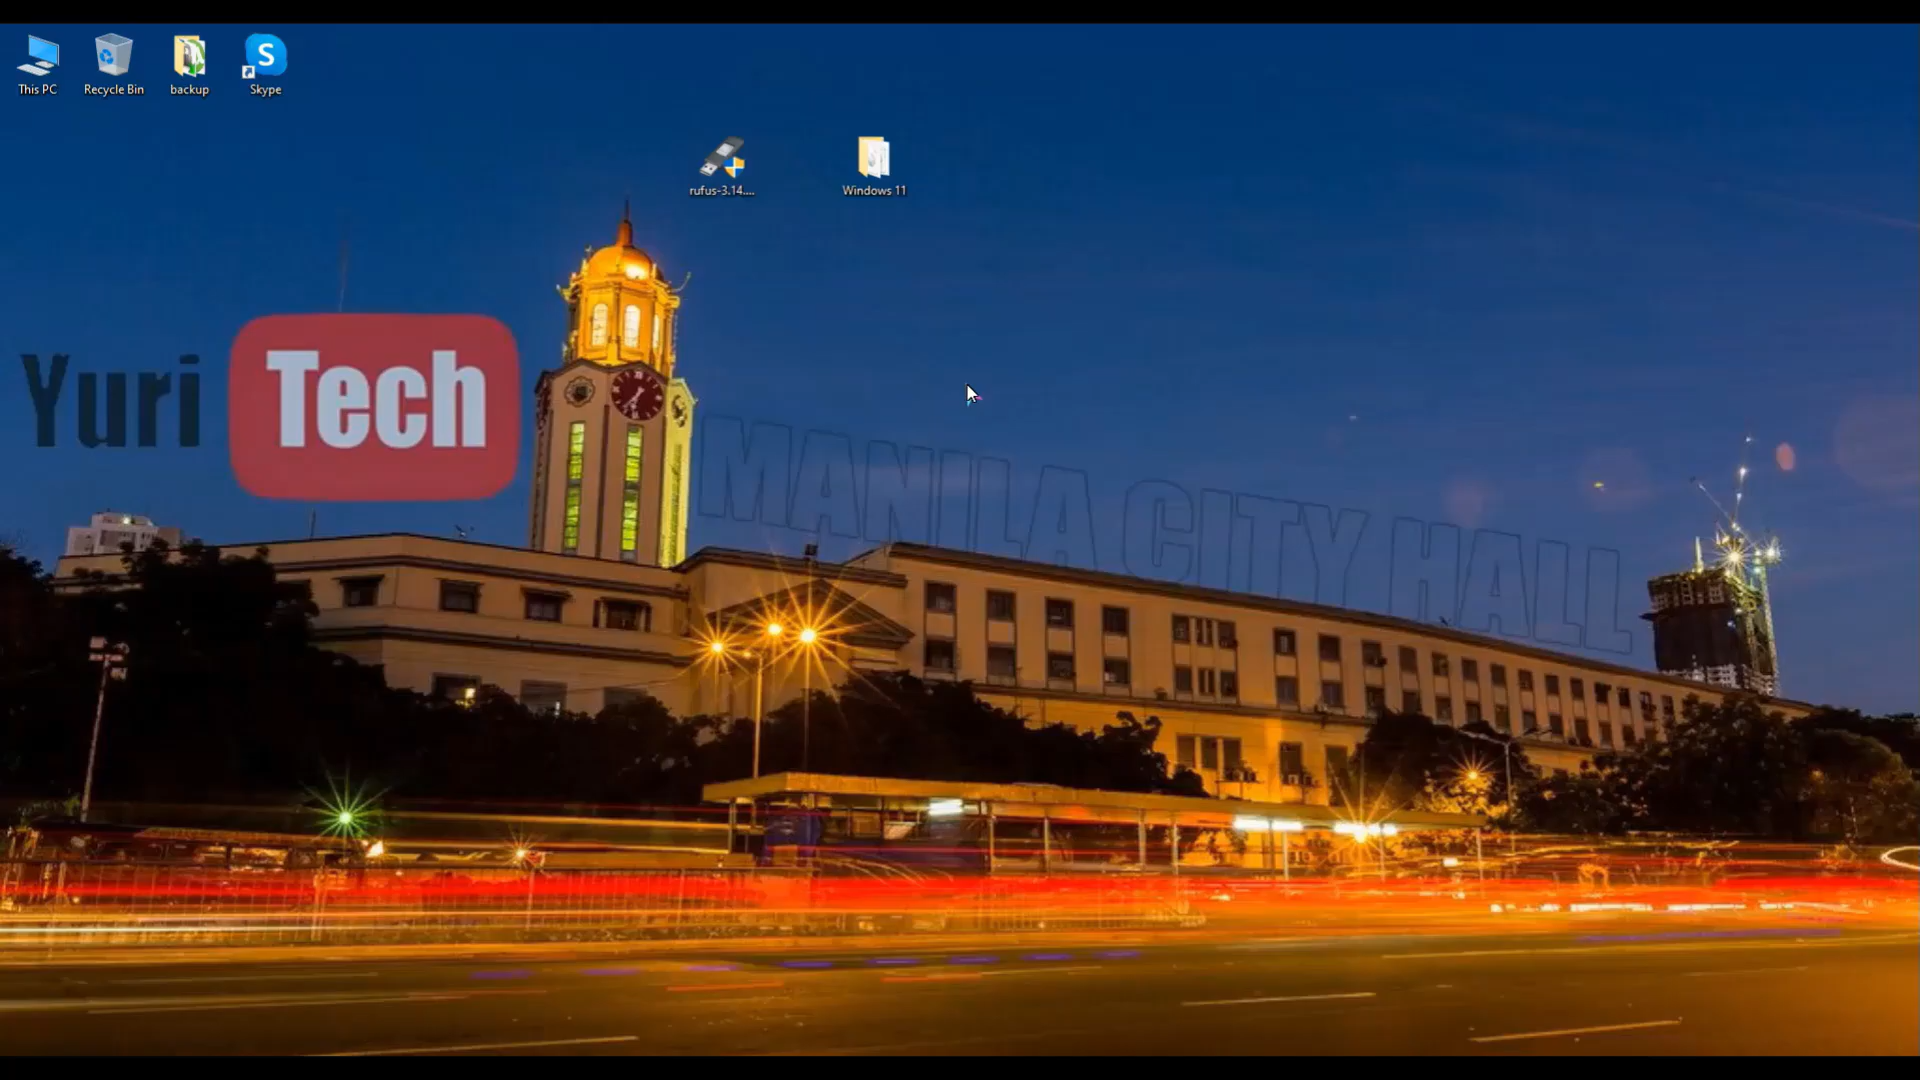 This PC
Recycle Bin
backup
Skype
rufus-3.14....
Windows 11
Yuri Tech
MANILA CITY HALL